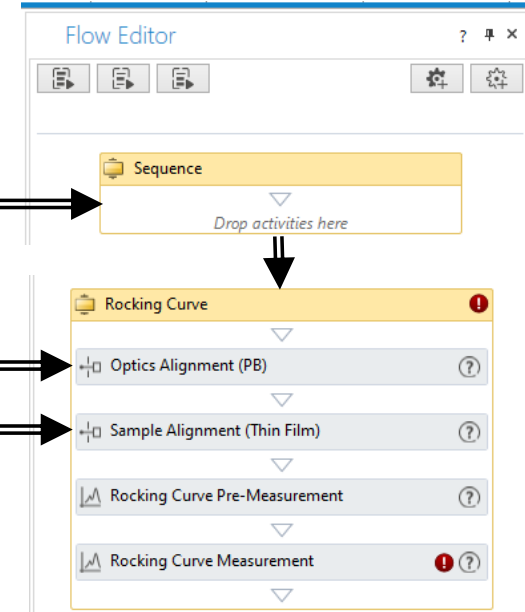 Flow Editor
Sequence
Drop activities here
Rocking Curve
Optics Alignment (PB)
Sample Alignment (Thin Film)
Rocking Curve Pre-Measurement
Rocking Curve Measurement